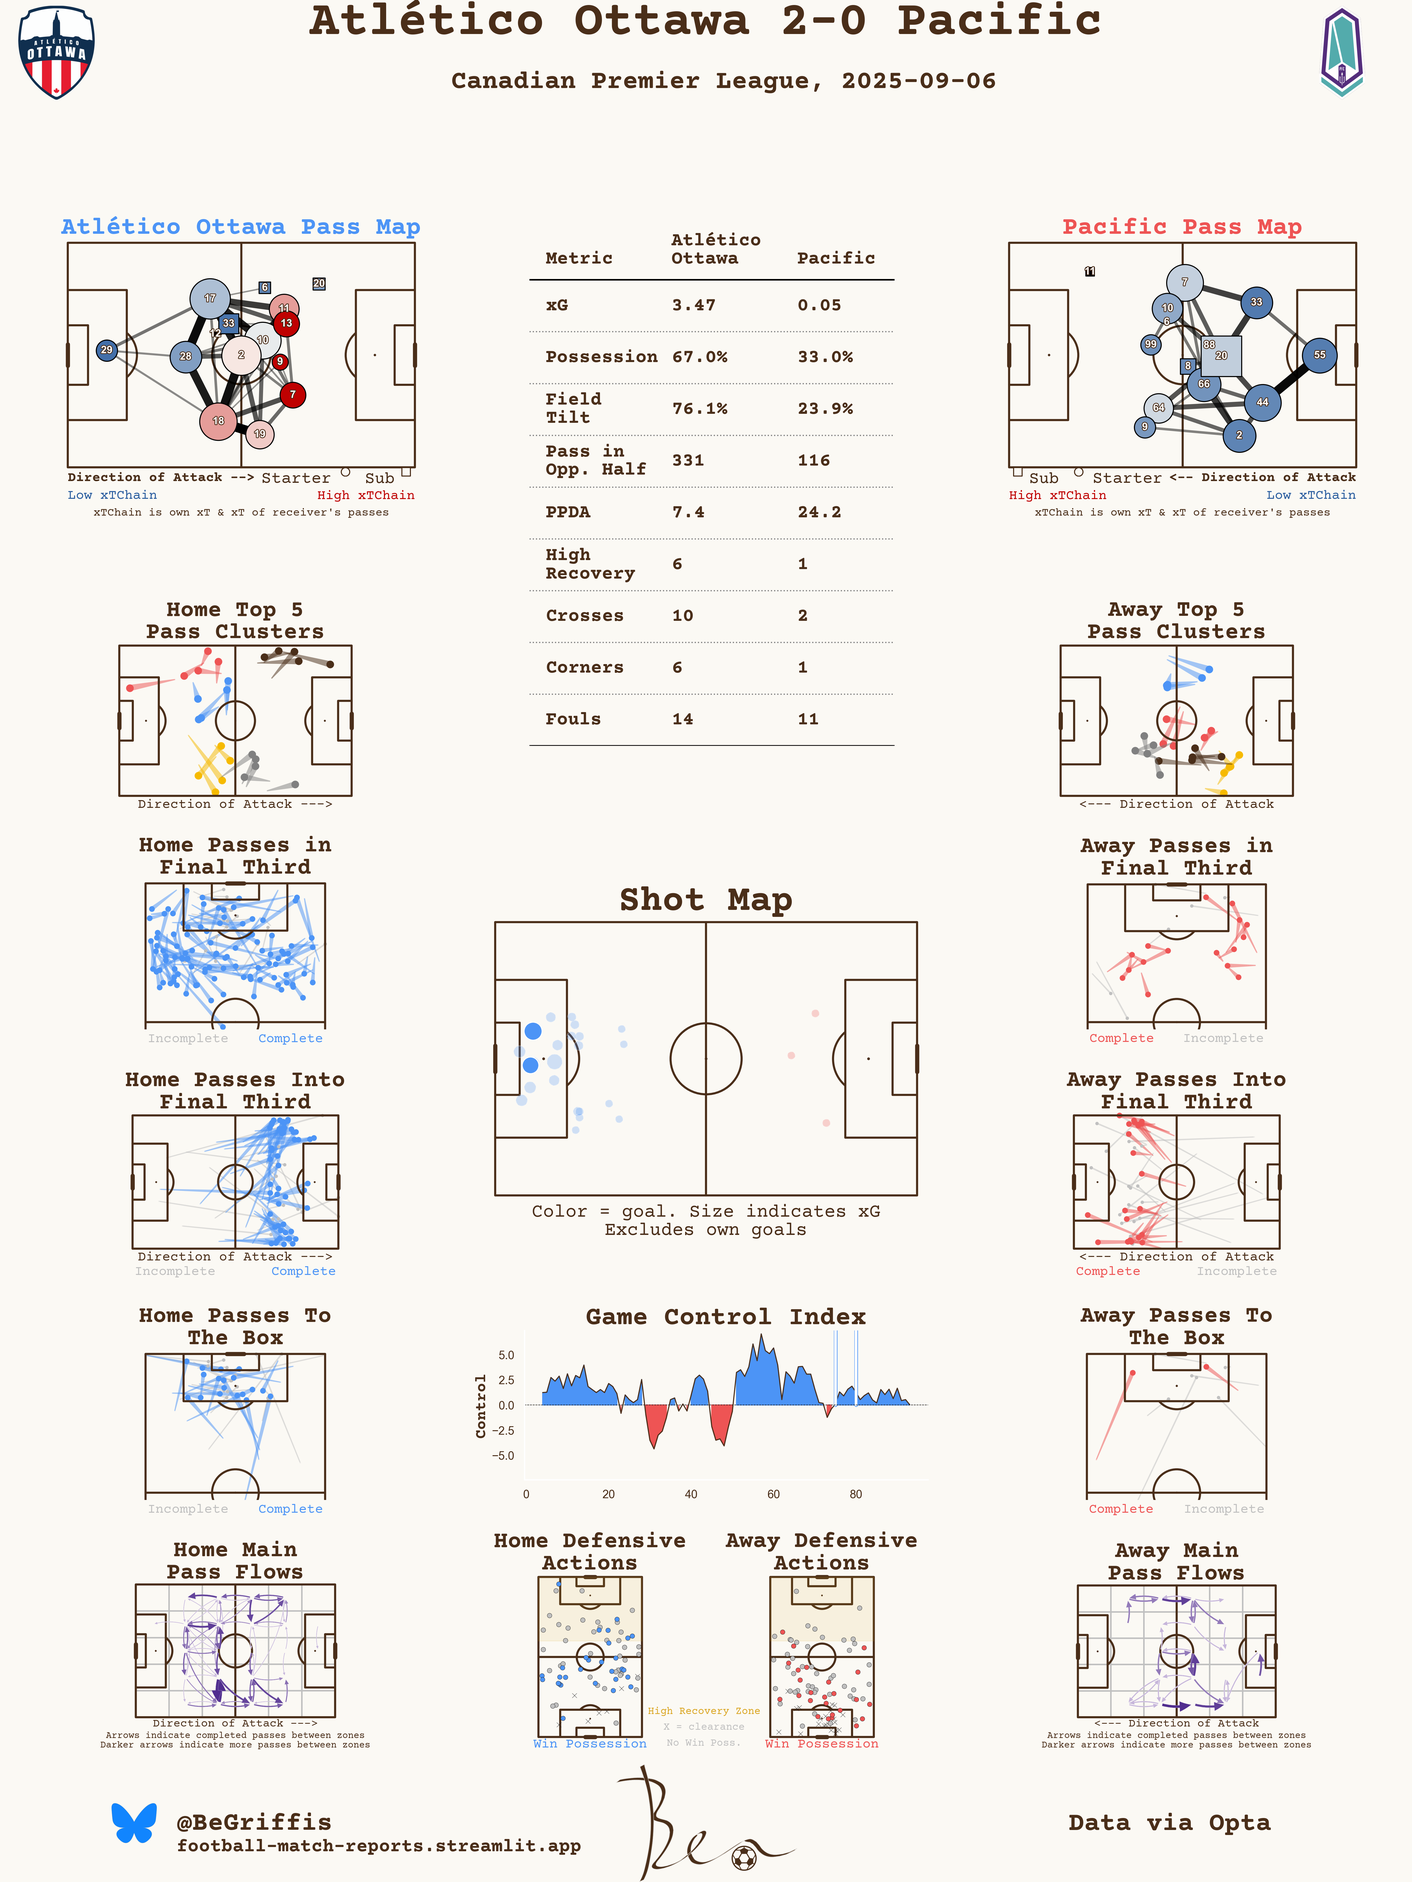 Atlético Ottawa 2-0 Pacific
Canadian Premier League, 2025-09-06
ATLÉTICO
OTTAWA
Atlético Ottawa Pass Map
17
6
20
11
13
33
12
10
29
28
2
9
7
18
19
Direction of Attack --> Starter Sub
Low xTChain High xTChain
xTChain is own xT & xT of receiver's passes
Metric Atlético Ottawa Pacific
xG 3.47 0.05
Possession 67.0% 33.0%
Field Tilt 76.1% 23.9%
Pass in Opp. Half 331 116
PPDA 7.4 24.2
High Recovery 6 1
Crosses 10 2
Corners 6 1
Fouls 14 11
Pacific Pass Map
11
7
10
33
6
99
88
20
55
8
66
64
44
9
2
Sub Starter <-- Direction of Attack
High xTChain Low xTChain
xTChain is own xT & xT of receiver's passes
Home Top 5
Pass Clusters
Direction of Attack --->
Away Top 5
Pass Clusters
<--- Direction of Attack
Home Passes in
Final Third
Incomplete Complete
Away Passes in
Final Third
Complete Incomplete
Shot Map
Color = goal. Size indicates xG
Excludes own goals
Home Passes Into
Final Third
Direction of Attack --->
Incomplete Complete
Away Passes Into
Final Third
<--- Direction of Attack
Complete Incomplete
Home Passes To
The Box
Incomplete Complete
Game Control Index
Control
5.0
2.5
0.0
−2.5
−5.0
0 20 40 60 80
Away Passes To
The Box
Complete Incomplete
Home Main
Pass Flows
Direction of Attack --->
Arrows indicate completed passes between zones
Darker arrows indicate more passes between zones
Home Defensive
Actions
Win Possession
High Recovery Zone
X = clearance
No Win Poss.
Away Defensive
Actions
Win Possession
Away Main
Pass Flows
<--- Direction of Attack
Arrows indicate completed passes between zones
Darker arrows indicate more passes between zones
@BeGriffis
football-match-reports.streamlit.app
Ben
Data via Opta